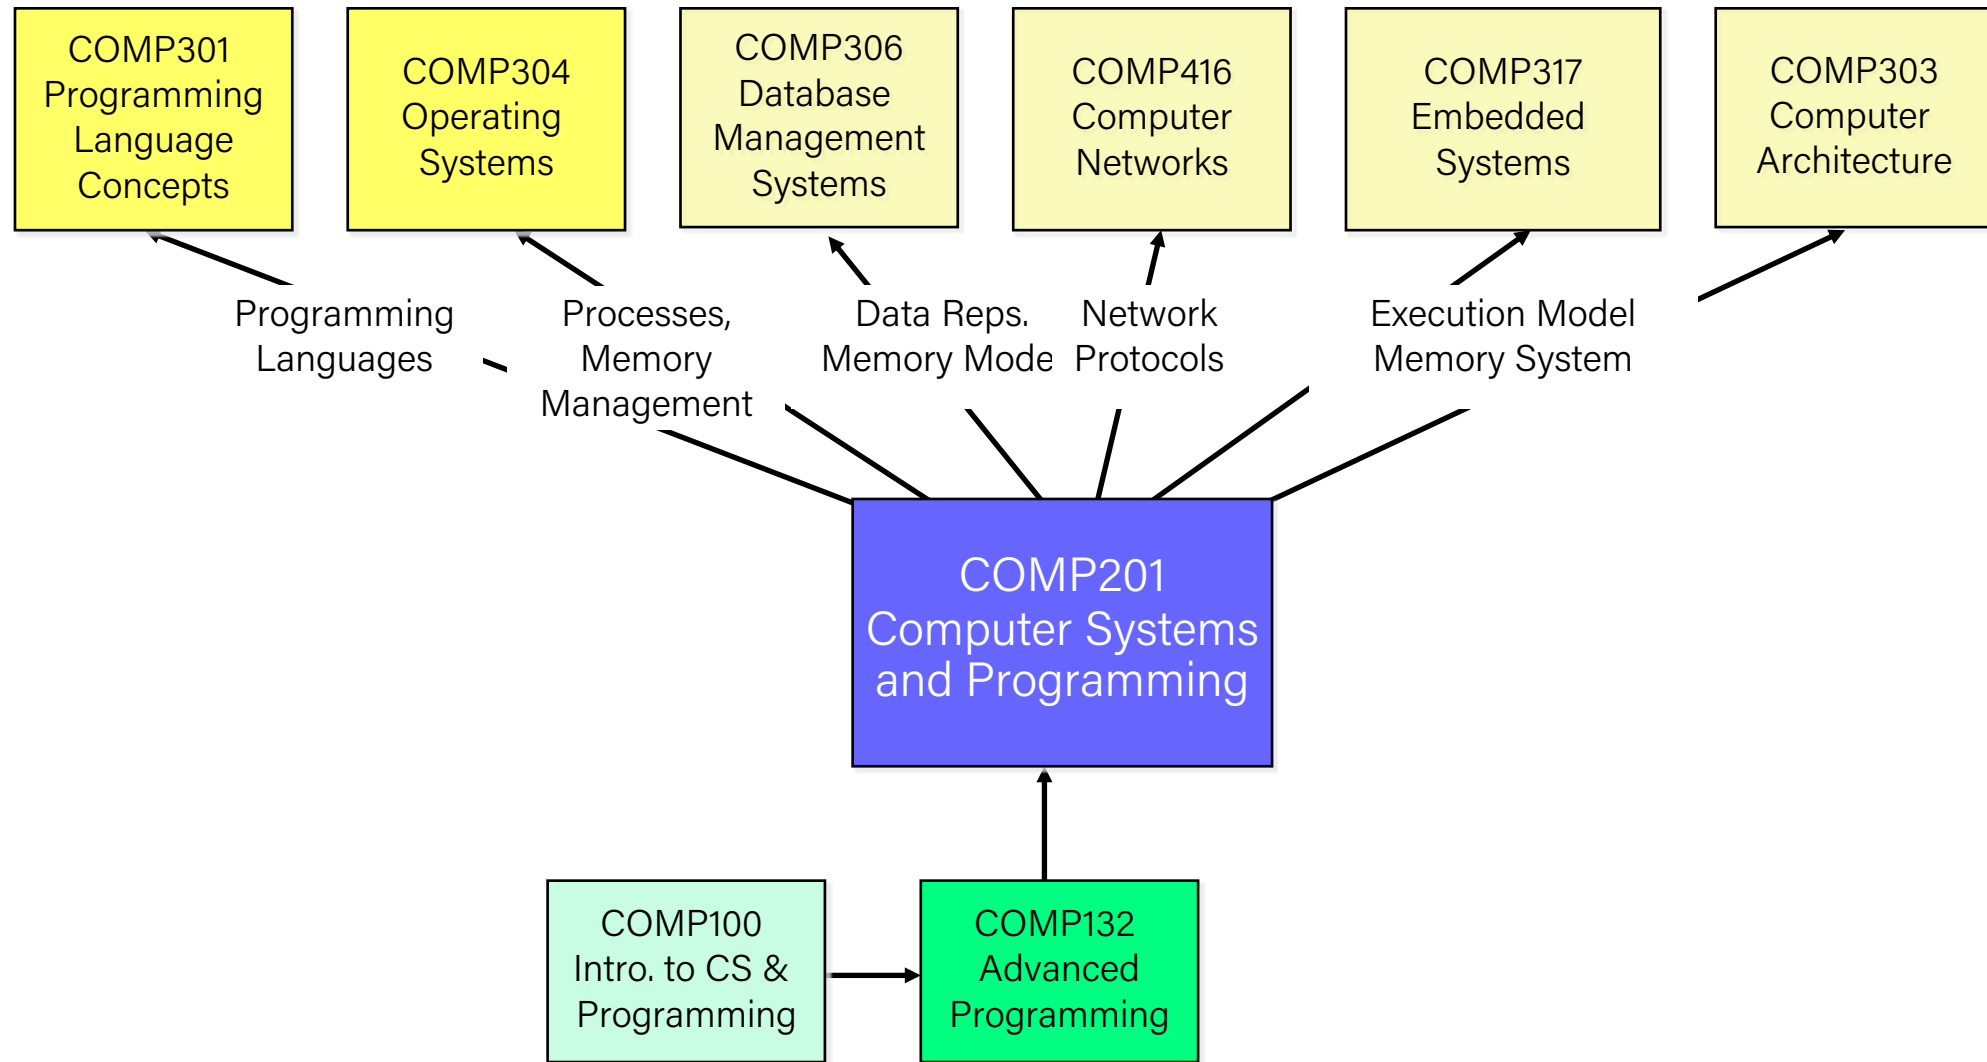 COMP301
Programming
Language
Concepts
COMP304
Operating
Systems
COMP306
Database
Management
Systems
COMP416
Computer
Networks
COMP317
Embedded
Systems
COMP303
Computer
Architecture
Programming
Languages
Processes,
Memory
Management
Data Reps.
Memory Mode
Network
Protocols
Execution Model
Memory System
COMP201
Computer Systems
and Programming
COMP100
Intro. to CS &
Programming
COMP132
Advanced
Programming